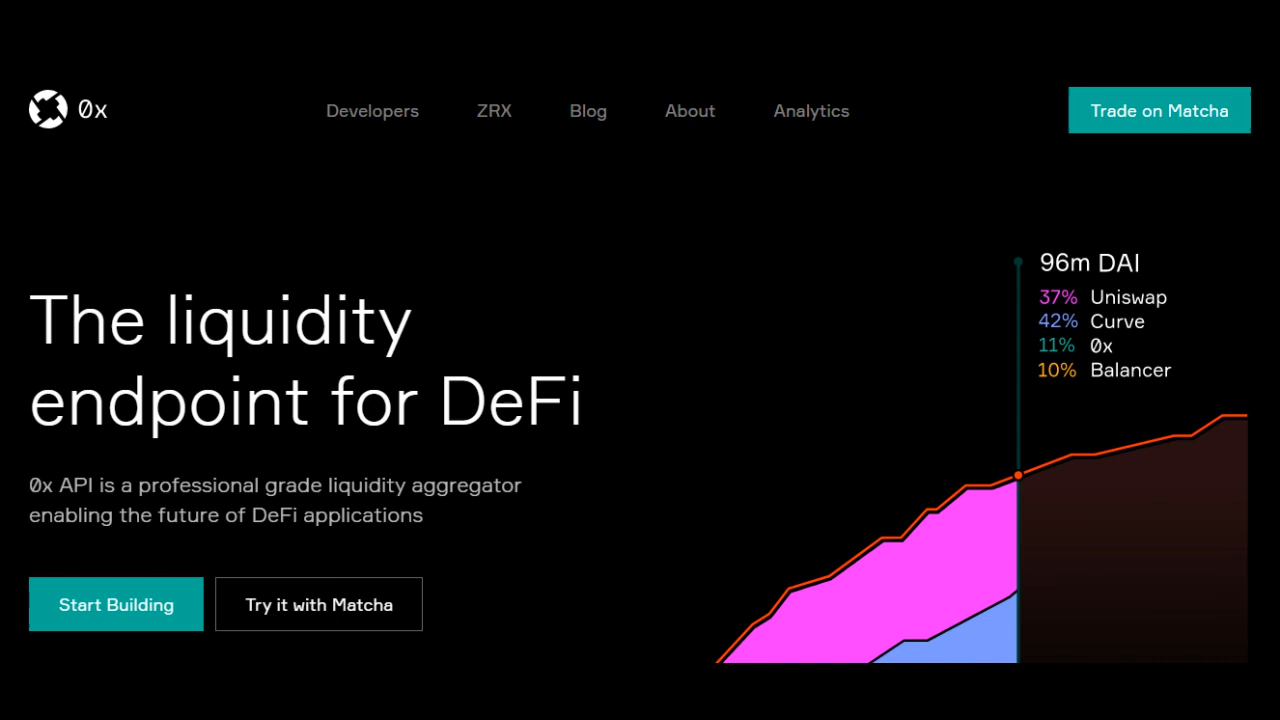 0x
Developers
ZRX
Blog
About
Analytics
Trade on Matcha
The liquidity
endpoint for DeFi
0x API is a professional grade liquidity aggregator
enabling the future of DeFi applications
Start Building
Try it with Matcha
96m DAI
37% Uniswap
42% Curve
11% 0x
10% Balancer